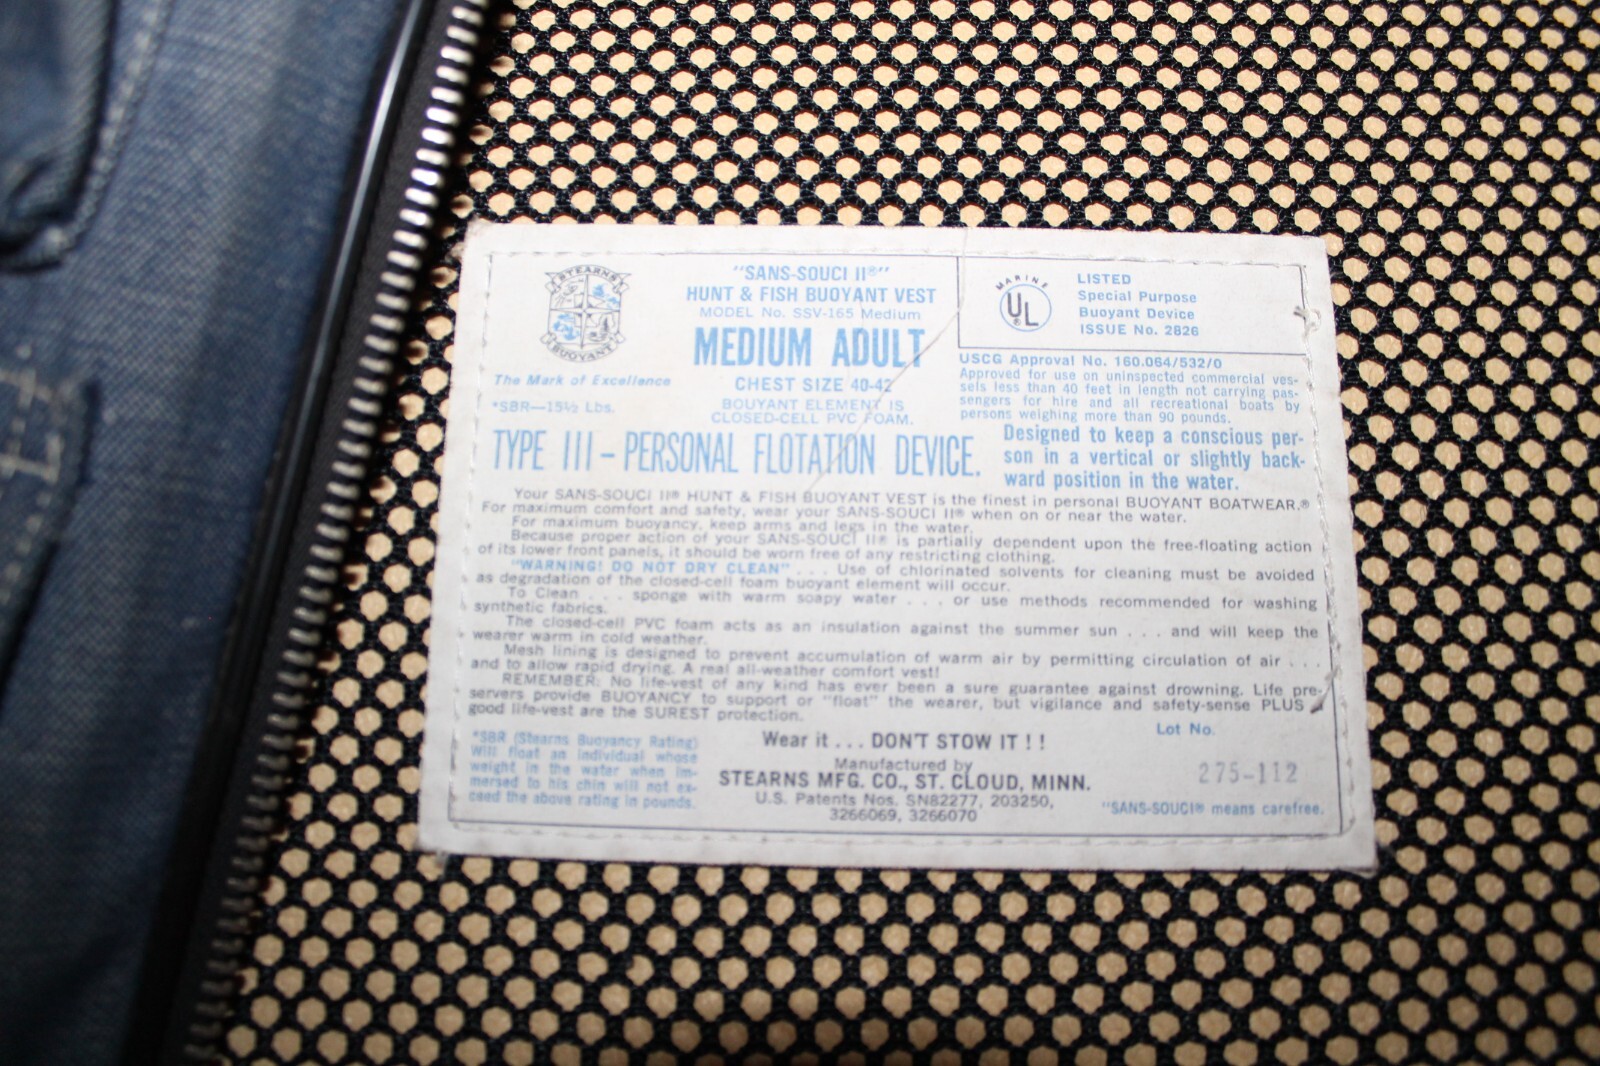 STEARNS
BUOYANT
The Mark of Excellence
*SBR—15½ Lbs.
"SANS-SOUCI II®"
HUNT & FISH BUOYANT VEST
MODEL No. SSV-165 Medium
MEDIUM ADULT
CHEST SIZE 40-42
BOUYANT ELEMENT IS
CLOSED-CELL PVC FOAM.
MARINE
UL
®
LISTED
Special Purpose
Buoyant Device
ISSUE No. 2826
USCG Approval No. 160.064/532/0
Approved for use on uninspected commercial ves-
sels less than 40 feet in length not carrying pas-
sengers for hire and all recreational boats by
persons weighing more than 90 pounds.
TYPE III – PERSONAL FLOTATION DEVICE.
Designed to keep a conscious per-
son in a vertical or slightly back-
ward position in the water.
Your SANS-SOUCI II® HUNT & FISH BUOYANT VEST is the finest in personal BUOYANT BOATWEAR.®
For maximum comfort and safety, wear your SANS-SOUCI II® when on or near the water.
For maximum buoyancy, keep arms and legs in the water.
Because proper action of your SANS-SOUCI II® is partially dependent upon the free-floating action
of its lower front panels, it should be worn free of any restricting clothing.
"WARNING! DO NOT DRY CLEAN" . . . Use of chlorinated solvents for cleaning must be avoided
as degradation of the closed-cell foam buoyant element will occur.
To Clean . . . sponge with warm soapy water . . . or use methods recommended for washing
synthetic fabrics.
The closed-cell PVC foam acts as an insulation against the summer sun . . . and will keep the
wearer warm in cold weather.
Mesh lining is designed to prevent accumulation of warm air by permitting circulation of air . . .
and to allow rapid drying. A real all-weather comfort vest!
REMEMBER: No life-vest of any kind has ever been a sure guarantee against drowning. Life pre-
servers provide BUOYANCY to support or "float" the wearer, but vigilance and safety-sense PLUS a
good life-vest are the SUREST protection.
*SBR (Stearns Buoyancy Rating)
Will float an individual whose
weight in the water when im-
mersed to his chin will not ex-
ceed the above rating in pounds.
Wear it . . . DON'T STOW IT ! !
Manufactured by
STEARNS MFG. CO., ST. CLOUD, MINN.
U.S. Patents Nos. SN82277, 203250,
3266069, 3266070
Lot No.
275-112
"SANS-SOUCI® means carefree.